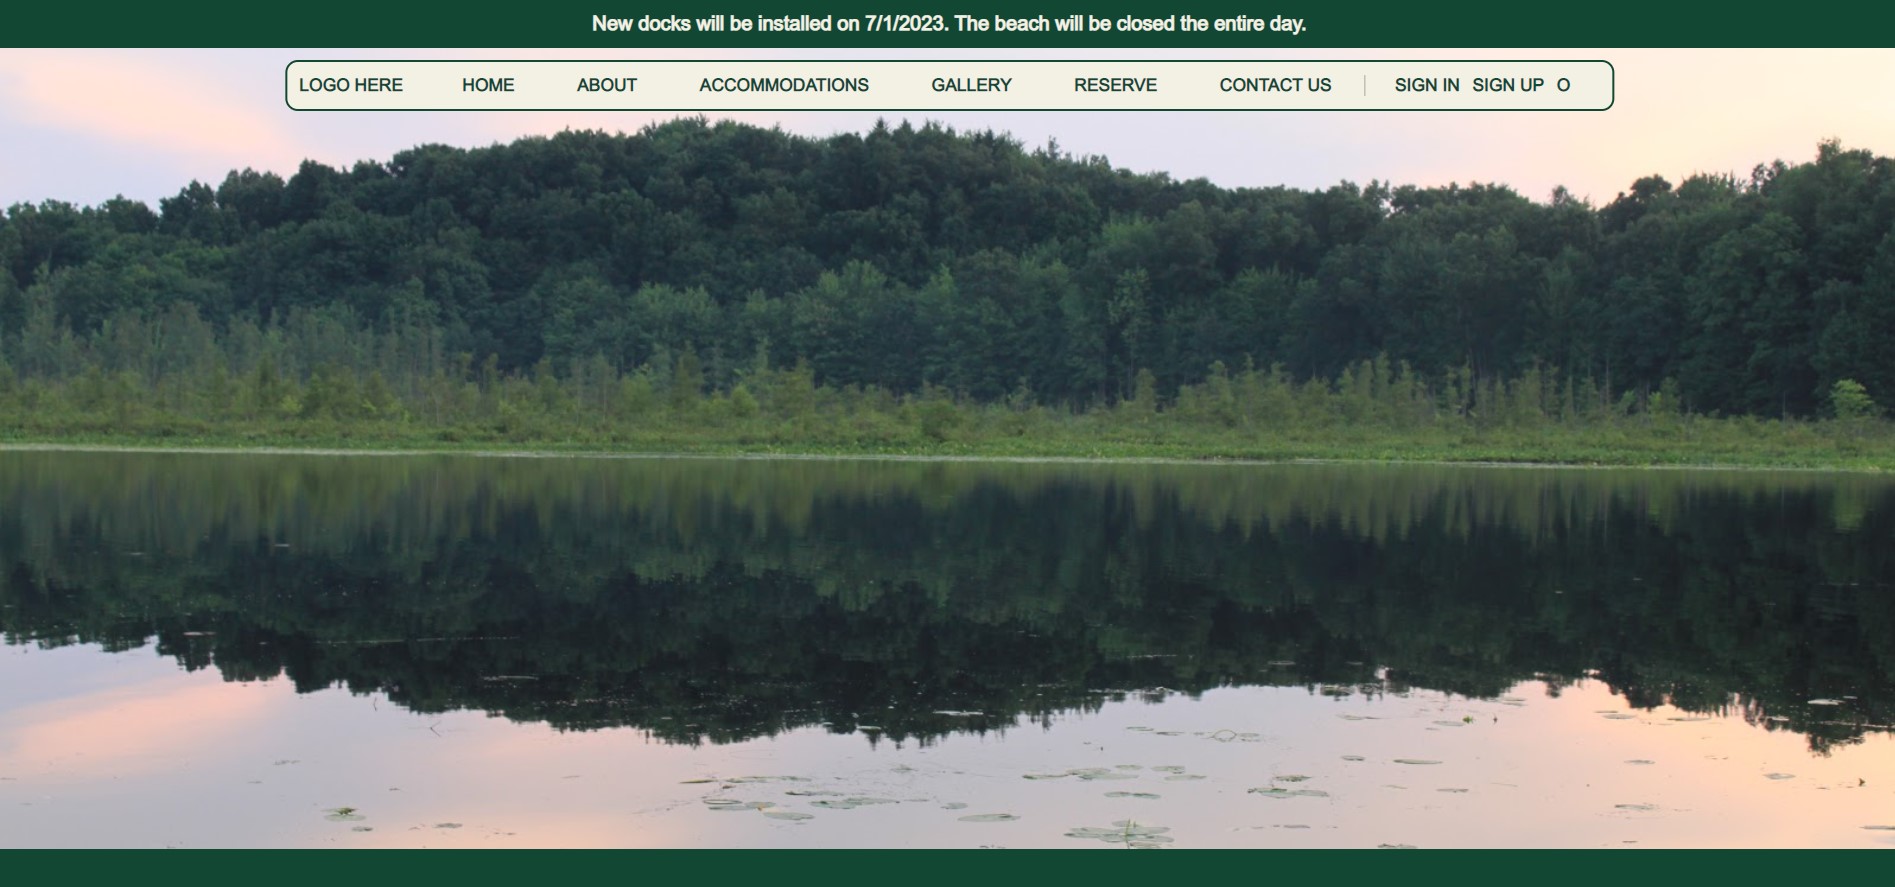 New docks will be installed on 7/1/2023. The beach will be closed the entire day.
LOGO HERE HOME ABOUT ACCOMMODATIONS GALLERY RESERVE CONTACT US SIGN IN SIGN UP O